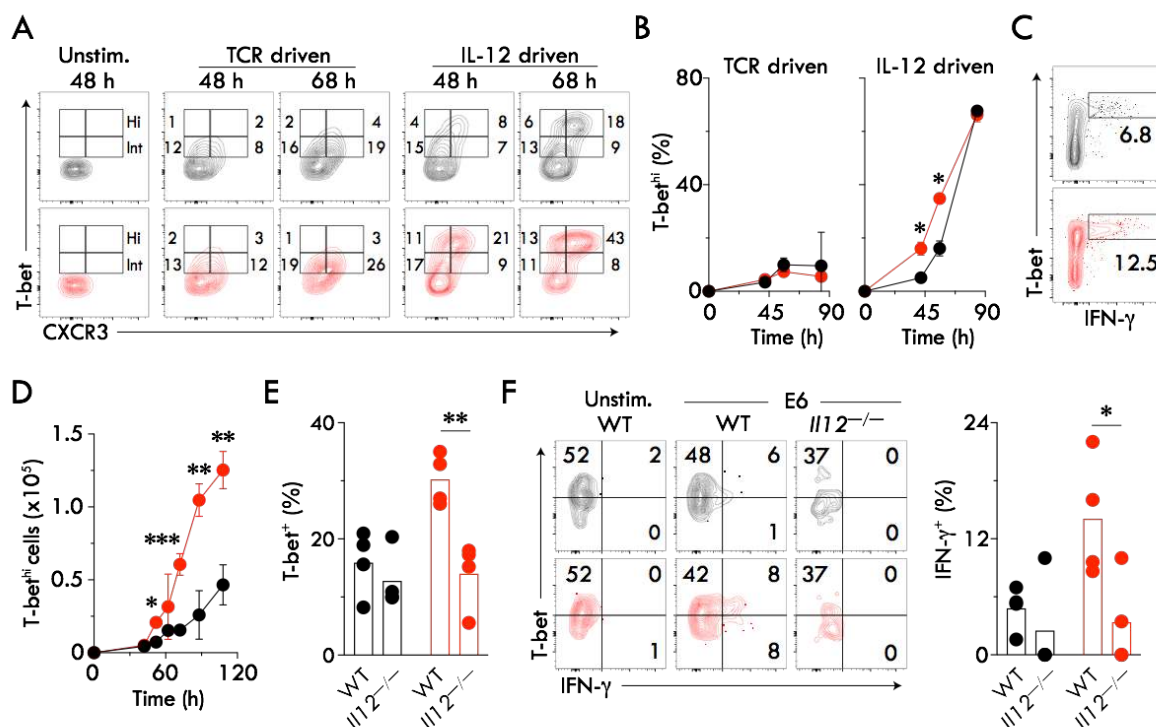 A
Unstim.
48 h
TCR driven
48 h
68 h
IL-12 driven
48 h
68 h
Hi
Int
1
2
12
8
2
4
16
19
4
8
15
7
6
18
13
9
Hi
Int
2
3
13
12
1
3
19
26
11
21
17
9
13
43
11
8
T-bet
CXCR3
B
TCR driven
IL-12 driven
T-bet^hi (%)
80
40
0
*
*
0
45
90
Time (h)
0
45
90
Time (h)
C
6.8
12.5
T-bet
IFN-γ
D
T-bet^hi cells (x10^5)
1.5
1.0
0.5
0
*
***
**
**
0
60
120
Time (h)
E
T-bet^+ (%)
40
20
0
**
WT
Il12^−/−
WT
Il12^−/−
F
Unstim.
WT
E6
WT
Il12^−/−
52
2
0
48
6
1
37
0
0
52
0
1
42
8
8
37
0
0
T-bet
IFN-γ
IFN-γ^+ (%)
24
12
0
*
WT
Il12^−/−
WT
Il12^−/−